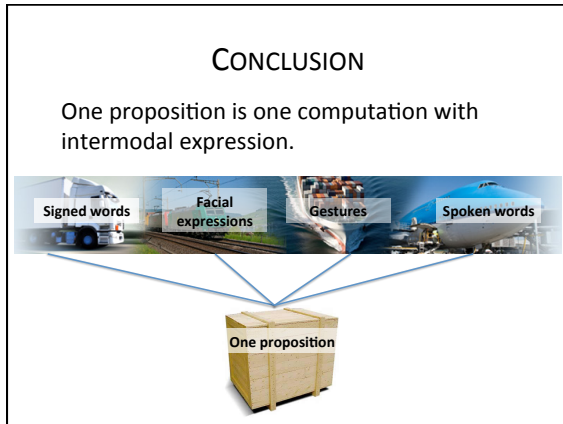 CONCLUSION
One proposition is one computation with
intermodal expression.
Signed words
Facial
expressions
Gestures
Spoken words
One proposition